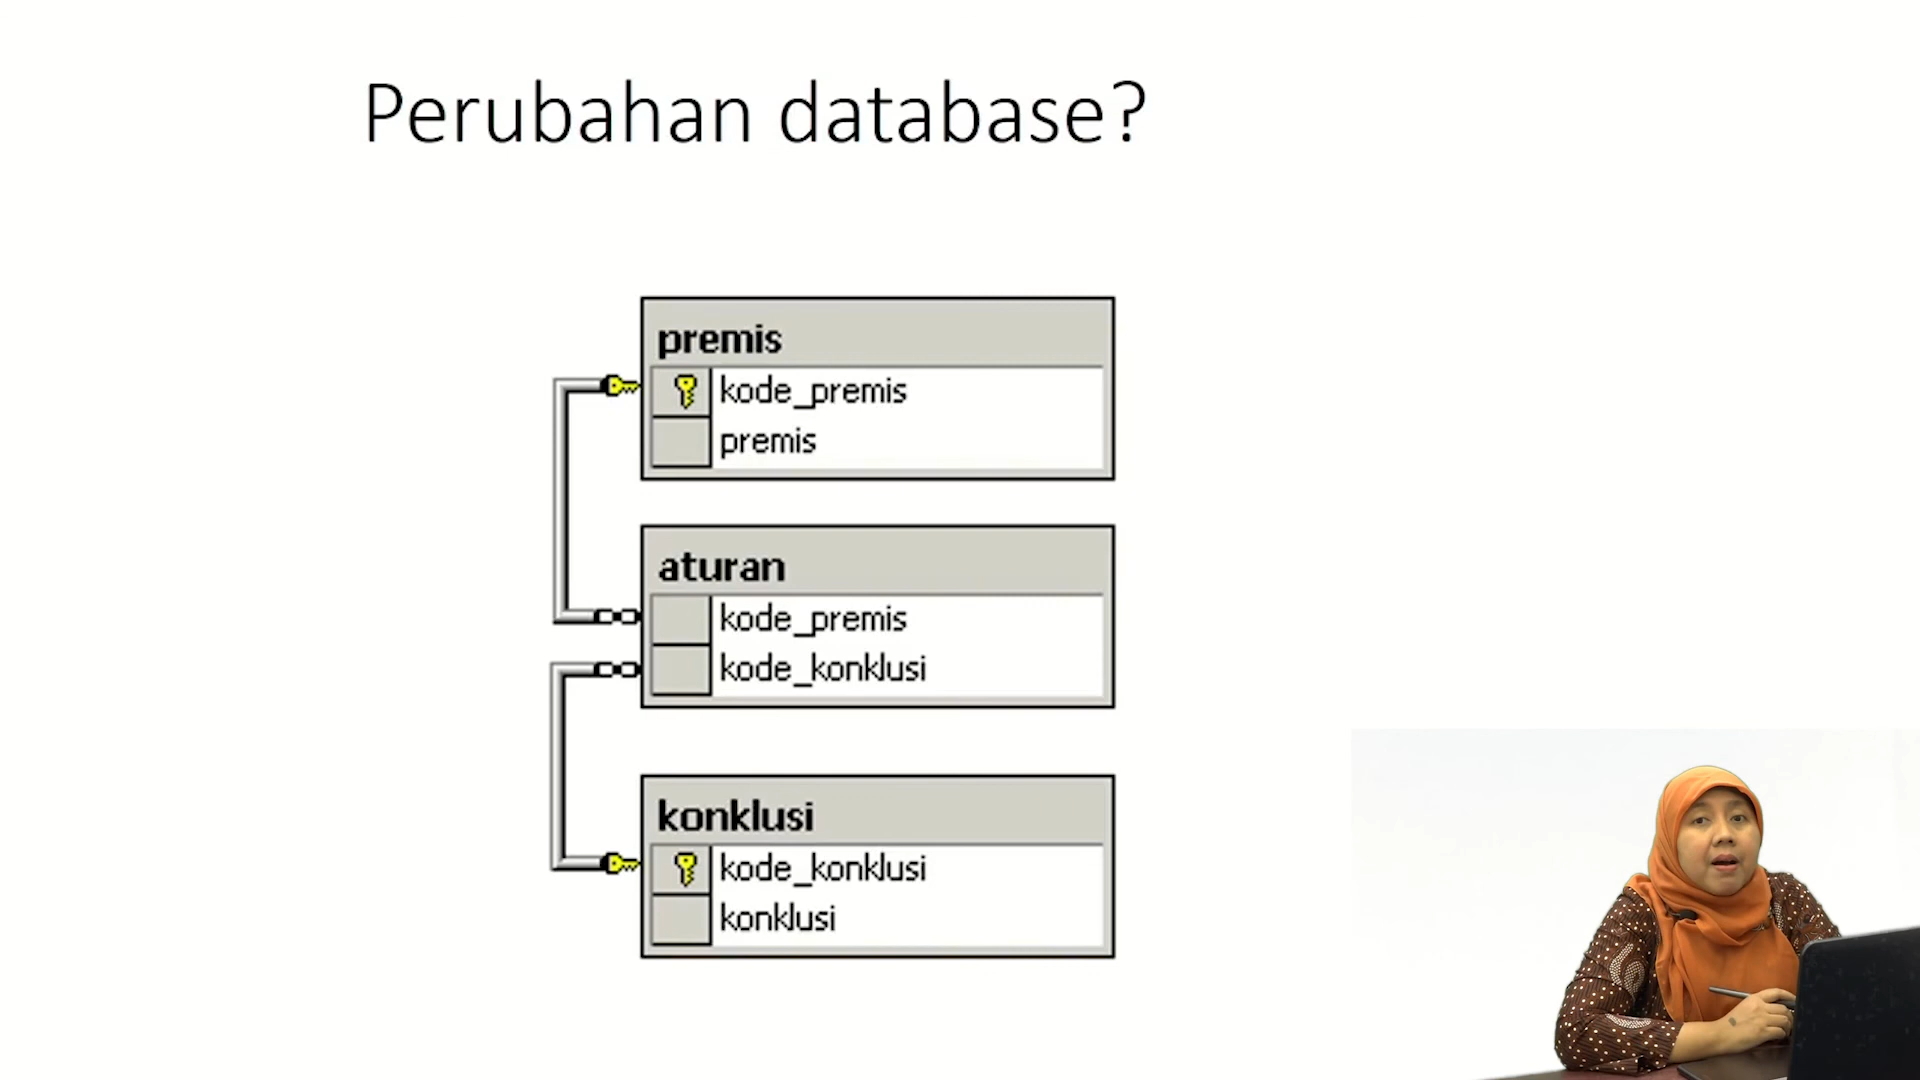 Perubahan database?
premis
kode_premis
premis
aturan
kode_premis
kode_konklusi
konklusi
kode_konklusi
konklusi